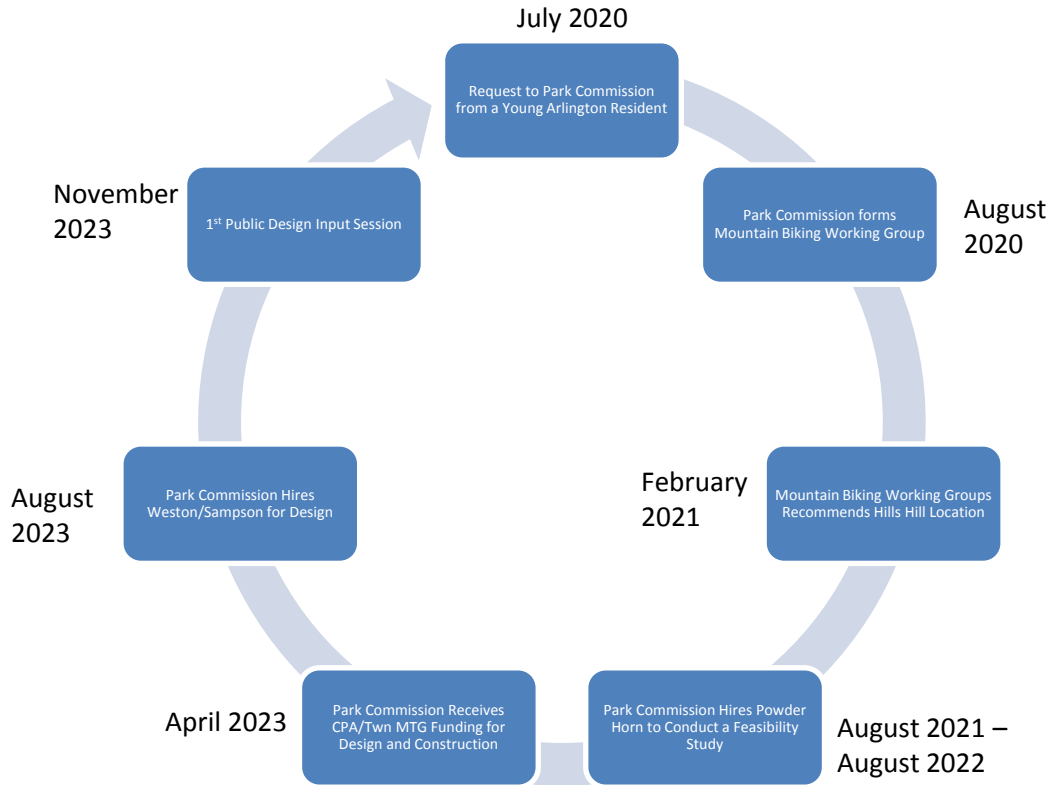 July 2020
Request to Park Commission
from a Young Arlington Resident
August
2020
Park Commission forms
Mountain Biking Working Group
February
2021
Mountain Biking Working Groups
Recommends Hills Hill Location
August 2021 –
August 2022
Park Commission Hires Powder
Horn to Conduct a Feasibility
Study
April 2023
Park Commission Receives
CPA/Twn MTG Funding for
Design and Construction
August
2023
Park Commission Hires
Weston/Sampson for Design
November
2023
1st Public Design Input Session